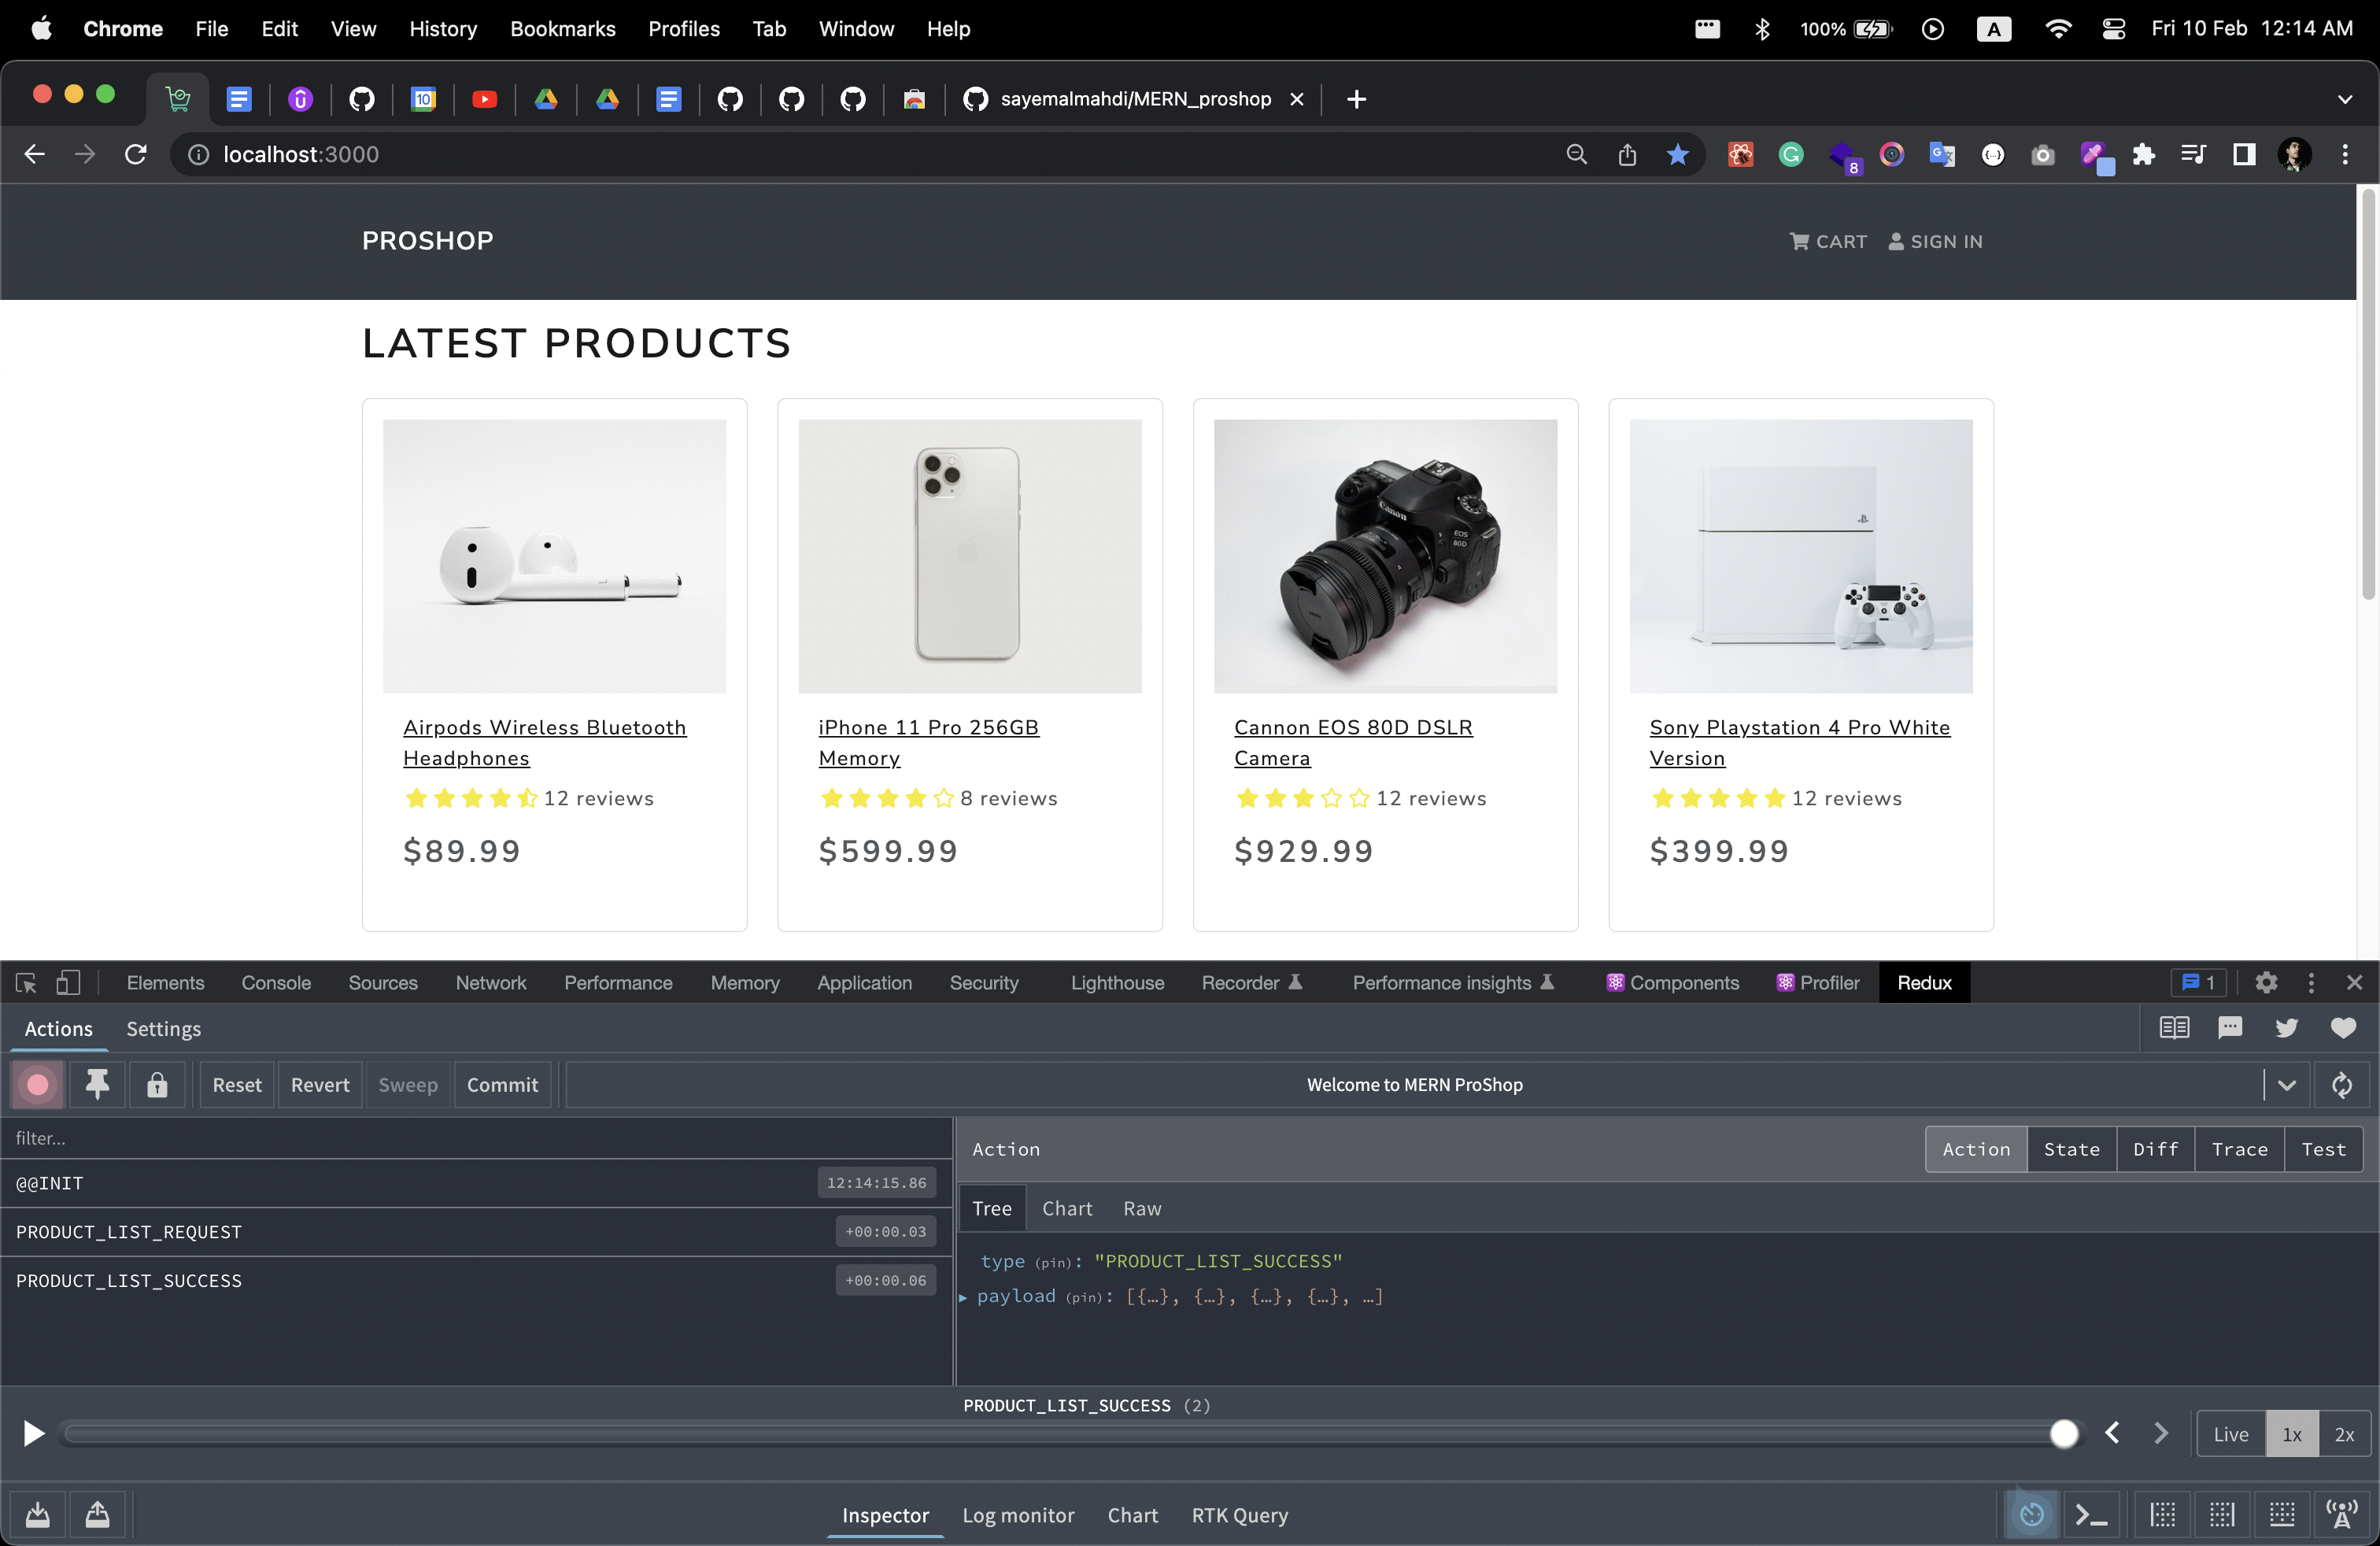 Chrome File Edit View History Bookmarks Profiles Tab Window Help 100% A Fri 10 Feb 12:14 AM
10 sayemalmahdi/MERN_proshop
localhost:3000 8
PROSHOP CART SIGN IN
LATEST PRODUCTS
Canon EOS 80D
Airpods Wireless Bluetooth Headphones
12 reviews
$89.99
iPhone 11 Pro 256GB Memory
8 reviews
$599.99
Cannon EOS 80D DSLR Camera
12 reviews
$929.99
Sony Playstation 4 Pro White Version
12 reviews
$399.99
Elements Console Sources Network Performance Memory Application Security Lighthouse Recorder Performance insights Components Profiler Redux 1
Actions Settings
Reset Revert Sweep Commit Welcome to MERN ProShop
filter...
@@INIT 12:14:15.86
PRODUCT_LIST_REQUEST +00:00.03
PRODUCT_LIST_SUCCESS +00:00.06
Action Action State Diff Trace Test
Tree Chart Raw
type (pin): "PRODUCT_LIST_SUCCESS"
payload (pin): [{…}, {…}, {…}, {…}, …]
PRODUCT_LIST_SUCCESS (2)
Live 1x 2x
Inspector Log monitor Chart RTK Query